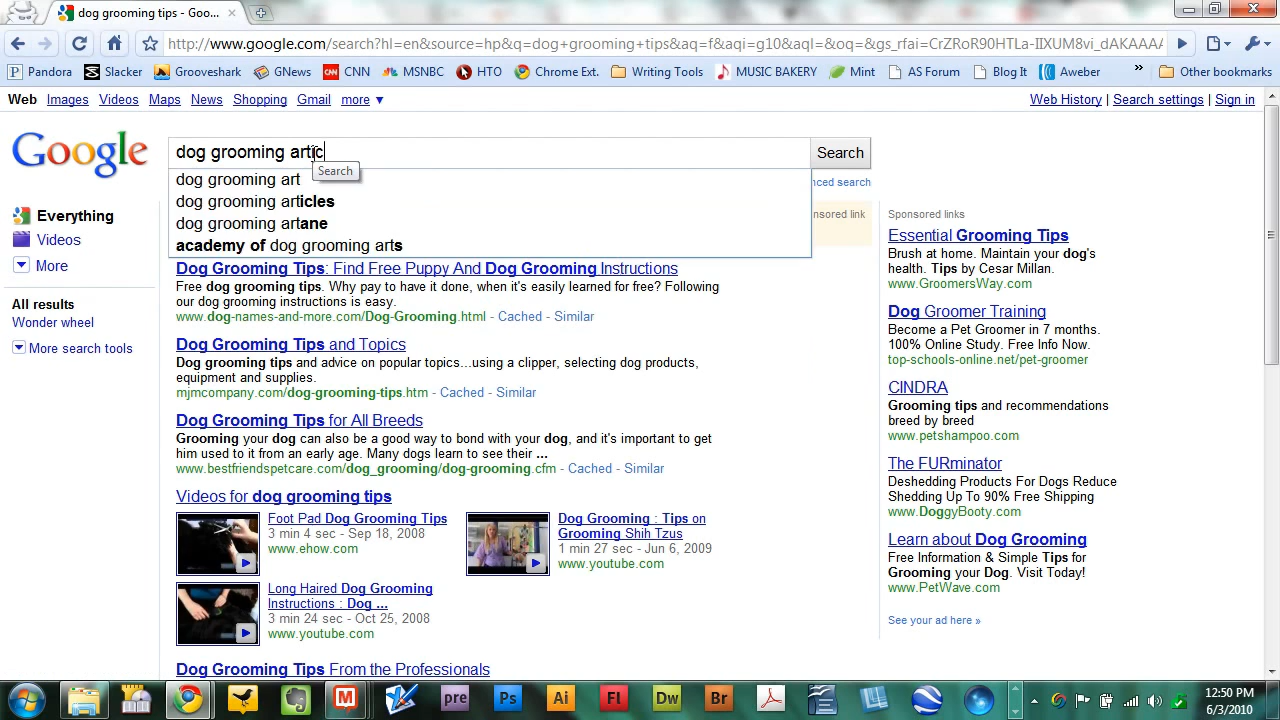 dog grooming tips - Goo...
http://www.google.com/search?hl=en&source=hp&q=dog+grooming+tips&aq=f&aqi=g10&aql=&oq=&gs_rfai=CrZRoR90HTLa-IIXUM8vi_dAKAAAA
Pandora Slacker Grooveshark GNews CNN MSNBC HTO Chrome Ext. Writing Tools MUSIC BAKERY Mint AS Forum Blog It Aweber » Other bookmarks
Web Images Videos Maps News Shopping Gmail more ▼ Web History | Search settings | Sign in
Google
dog grooming artic
Search
Search
dog grooming art
dog grooming articles
dog grooming artane
academy of dog grooming arts
nced search
nsored link
Everything
Videos
More
All results
Wonder wheel
More search tools
Dog Grooming Tips: Find Free Puppy And Dog Grooming Instructions
Free dog grooming tips. Why pay to have it done, when it's easily learned for free? Following
our dog grooming instructions is easy.
www.dog-names-and-more.com/Dog-Grooming.html - Cached - Similar
Dog Grooming Tips and Topics
Dog grooming tips and advice on popular topics...using a clipper, selecting dog products,
equipment and supplies.
mjmcompany.com/dog-grooming-tips.htm - Cached - Similar
Dog Grooming Tips for All Breeds
Grooming your dog can also be a good way to bond with your dog, and it's important to get
him used to it from an early age. Many dogs learn to see their ...
www.bestfriendspetcare.com/dog_grooming/dog-grooming.cfm - Cached - Similar
Videos for dog grooming tips
Foot Pad Dog Grooming Tips
3 min 4 sec - Sep 18, 2008
www.ehow.com
Dog Grooming : Tips on
Grooming Shih Tzus
1 min 27 sec - Jun 6, 2009
www.youtube.com
Long Haired Dog Grooming
Instructions : Dog ...
3 min 24 sec - Oct 25, 2008
www.youtube.com
Dog Grooming Tips From the Professionals
Sponsored links
Essential Grooming Tips
Brush at home. Maintain your dog's
health. Tips by Cesar Millan.
www.GroomersWay.com
Dog Groomer Training
Become a Pet Groomer in 7 months.
100% Online Study. Free Info Now.
top-schools-online.net/pet-groomer
CINDRA
Grooming tips and recommendations
breed by breed
www.petshampoo.com
The FURminator
Deshedding Products For Dogs Reduce
Shedding Up To 90% Free Shipping
www.DoggyBooty.com
Learn about Dog Grooming
Free Information & Simple Tips for
Grooming your Dog. Visit Today!
www.PetWave.com
See your ad here »
M pre Ps Ai Fl Dw Br
12:50 PM
6/3/2010